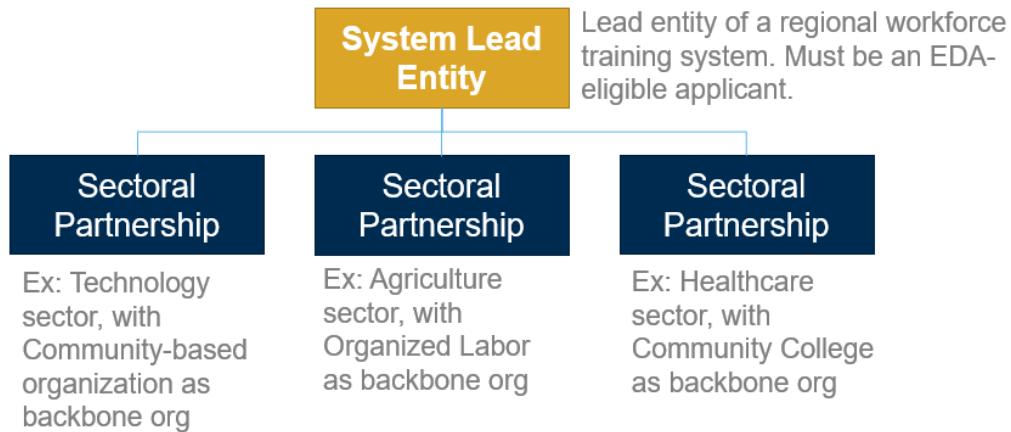 System Lead
Entity
Lead entity of a regional workforce
training system. Must be an EDA-
eligible applicant.
Sectoral
Partnership
Sectoral
Partnership
Sectoral
Partnership
Ex: Technology
sector, with
Community-based
organization as
backbone org
Ex: Agriculture
sector, with
Organized Labor
as backbone org
Ex: Healthcare
sector, with
Community College
as backbone org